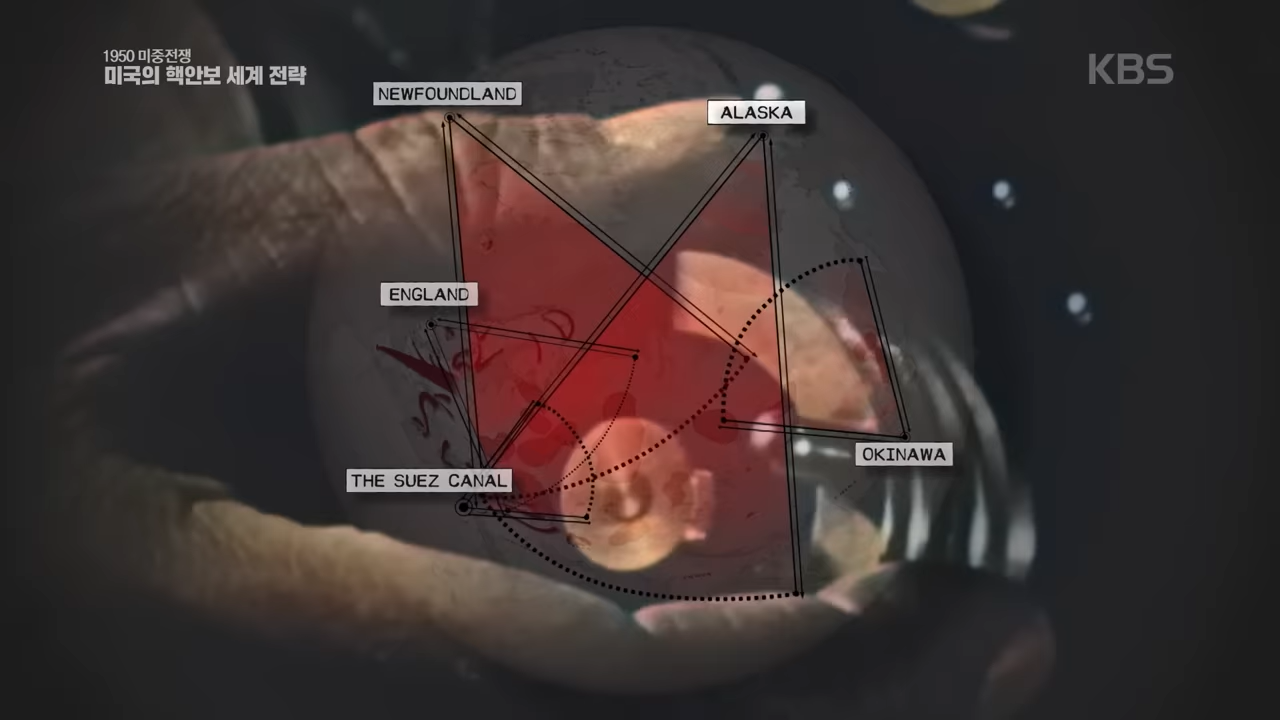 1950 미중전쟁
미국의 핵안보 세계 전략
KBS
NEWFOUNDLAND
ALASKA
ENGLAND
OKINAWA
THE SUEZ CANAL